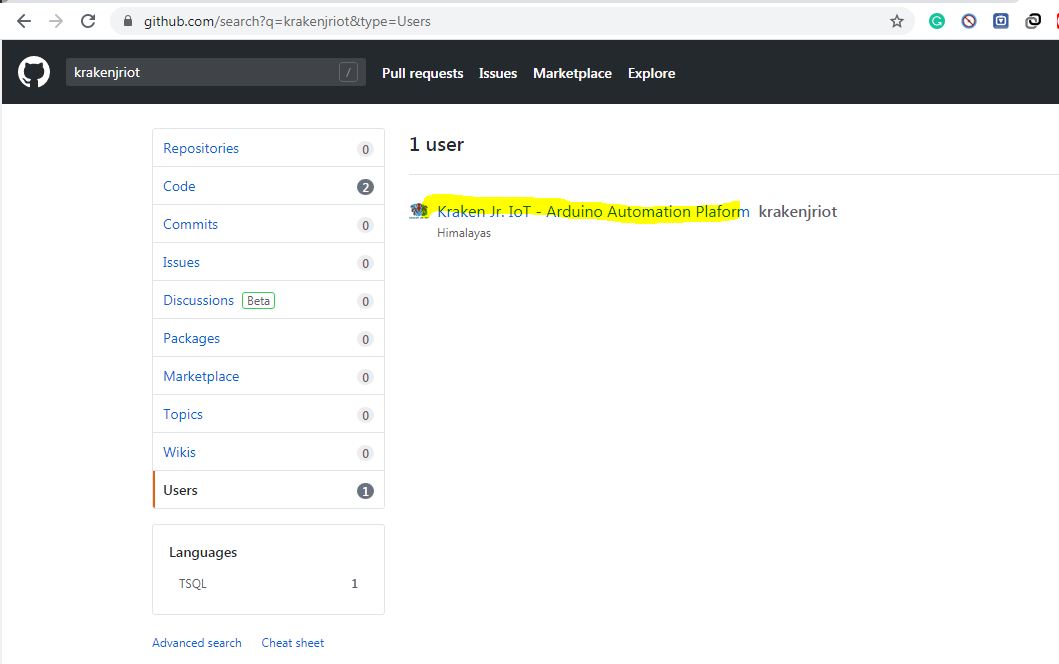 github.com/search?q=krakenjriot&type=Users
krakenjriot / Pull requests Issues Marketplace Explore
Repositories 0
Code 2
Commits 0
Issues 0
Discussions Beta 0
Packages 0
Marketplace 0
Topics 0
Wikis 0
Users 1
Languages
TSQL 1
Advanced search Cheat sheet
1 user
Kraken Jr. IoT - Arduino Automation Plaform krakenjriot
Himalayas